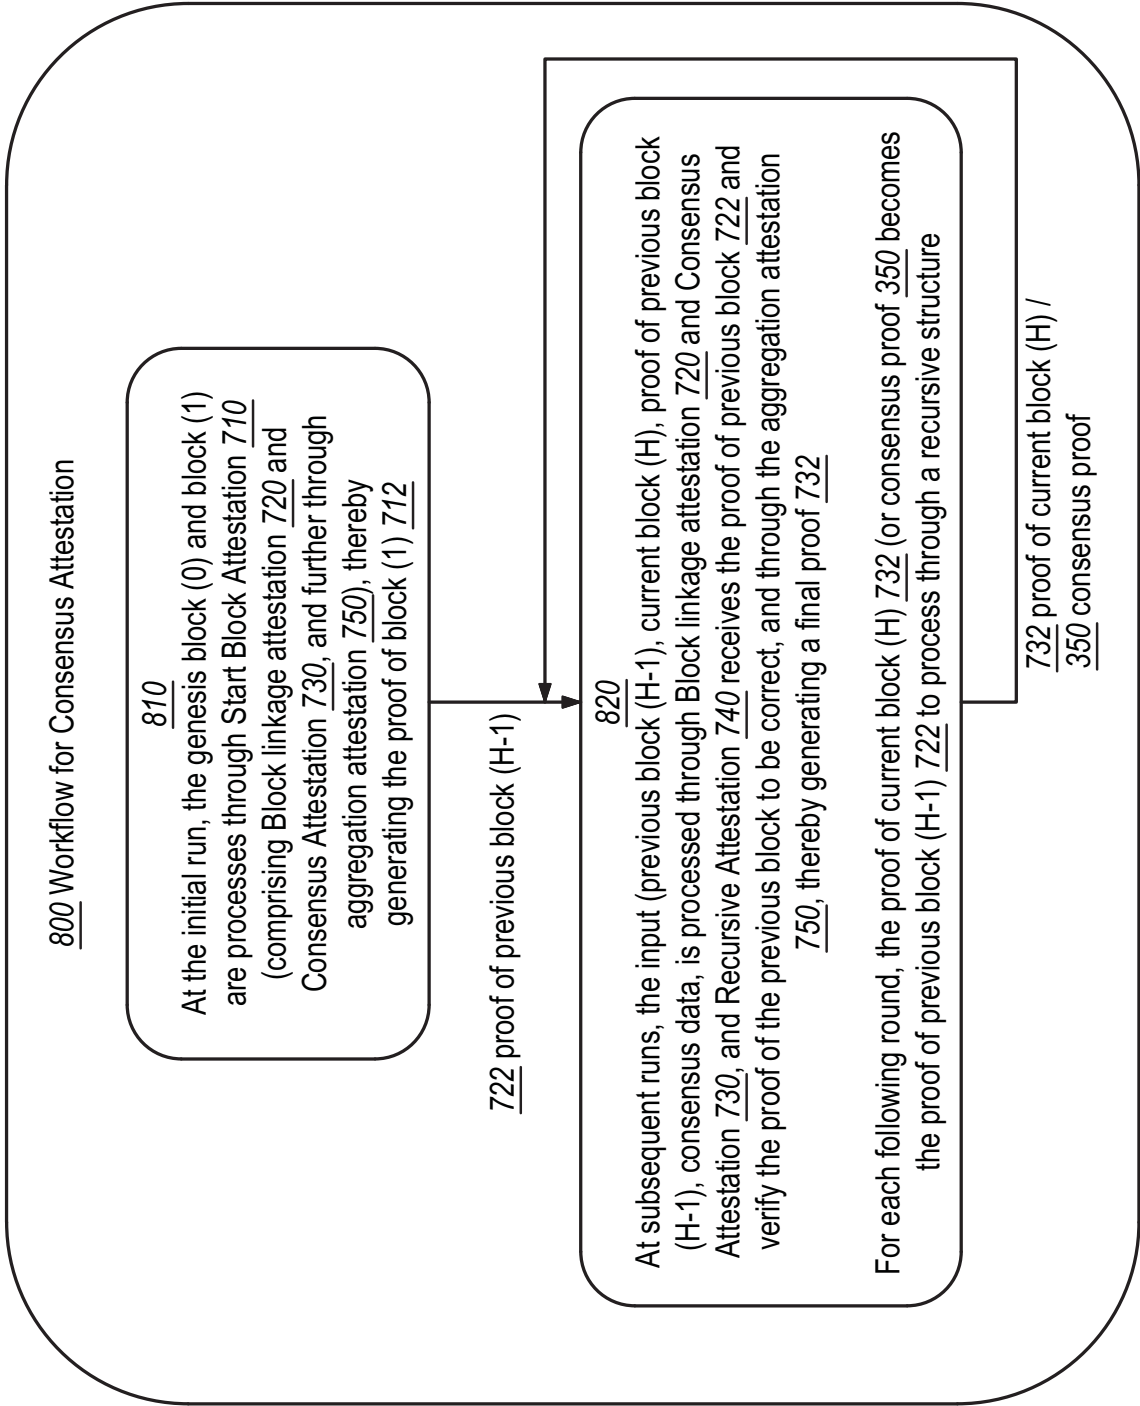 800 Workflow for Consensus Attestation
810
At the initial run, the genesis block (0) and block (1)
are processes through Start Block Attestation 710
(comprising Block linkage attestation 720 and
Consensus Attestation 730, and further through
aggregation attestation 750), thereby
generating the proof of block (1) 712
722 proof of previous block (H-1)
820
At subsequent runs, the input (previous block (H-1), current block (H), proof of previous block
(H-1), consensus data, is processed through Block linkage attestation 720 and Consensus
Attestation 730, and Recursive Attestation 740 receives the proof of previous block 722 and
verify the proof of the previous block to be correct, and through the aggregation attestation
750, thereby generating a final proof 732
For each following round, the proof of current block (H) 732 (or consensus proof 350 becomes
the proof of previous block (H-1) 722 to process through a recursive structure
732 proof of current block (H) /
350 consensus proof